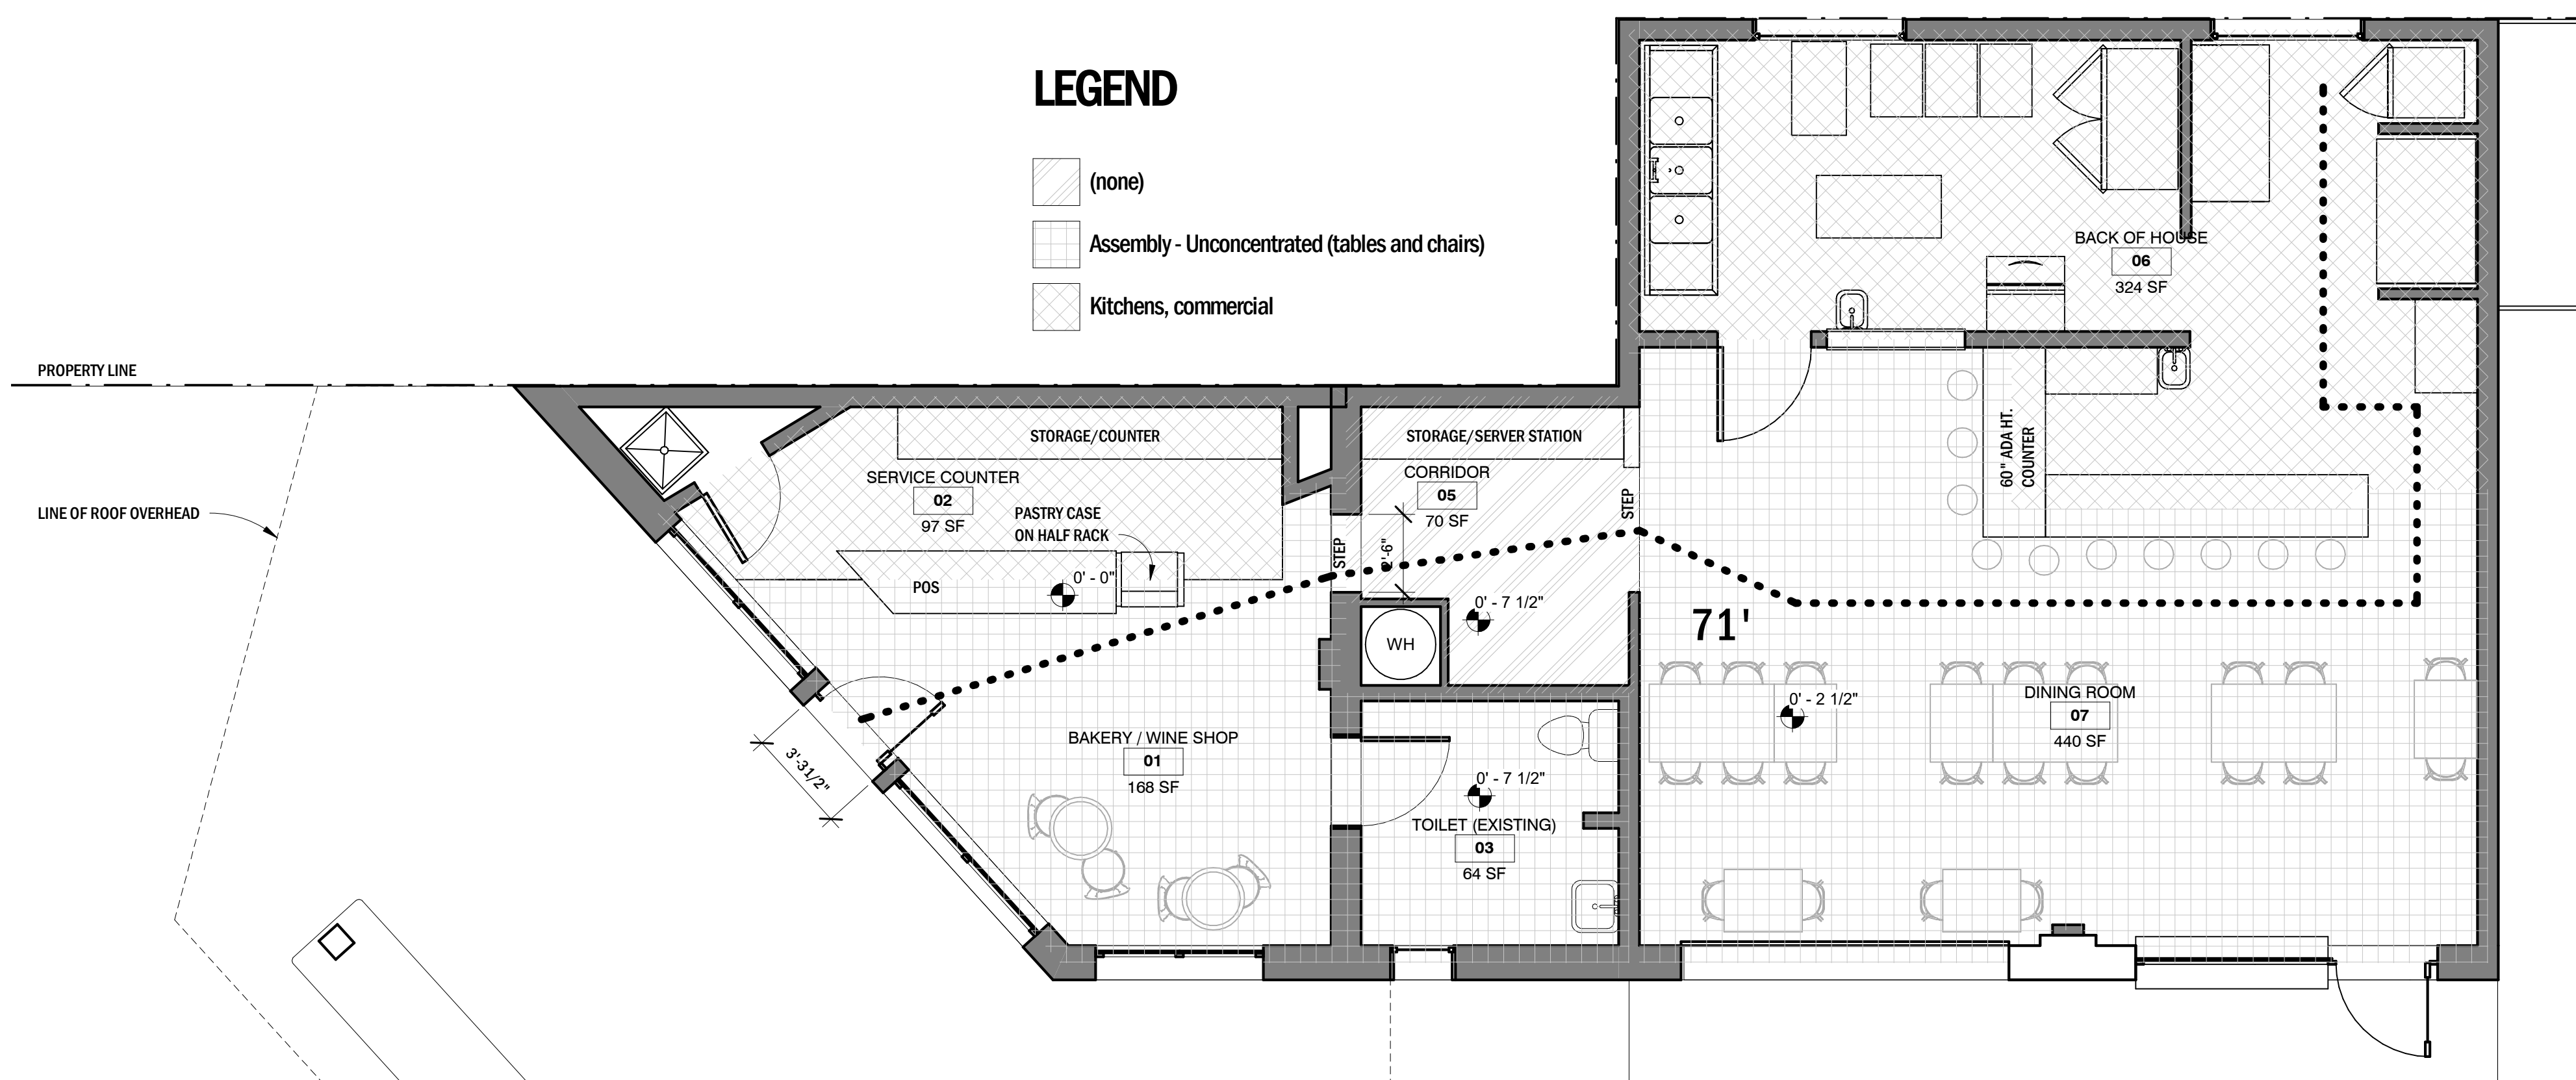 LEGEND
(none)
Assembly - Unconcentrated (tables and chairs)
Kitchens, commercial
PROPERTY LINE
LINE OF ROOF OVERHEAD
STORAGE/COUNTER
SERVICE COUNTER
02
97 SF
PASTRY CASE
ON HALF RACK
POS
0' - 0"
STORAGE/SERVER STATION
CORRIDOR
05
70 SF
STEP
STEP
WH
0' - 7 1/2"
BACK OF HOUSE
06
324 SF
60" ADA HT.
COUNTER
71'
BAKERY / WINE SHOP
01
168 SF
3'-3 1/2"
0' - 7 1/2"
TOILET (EXISTING)
03
64 SF
0' - 2 1/2"
DINING ROOM
07
440 SF